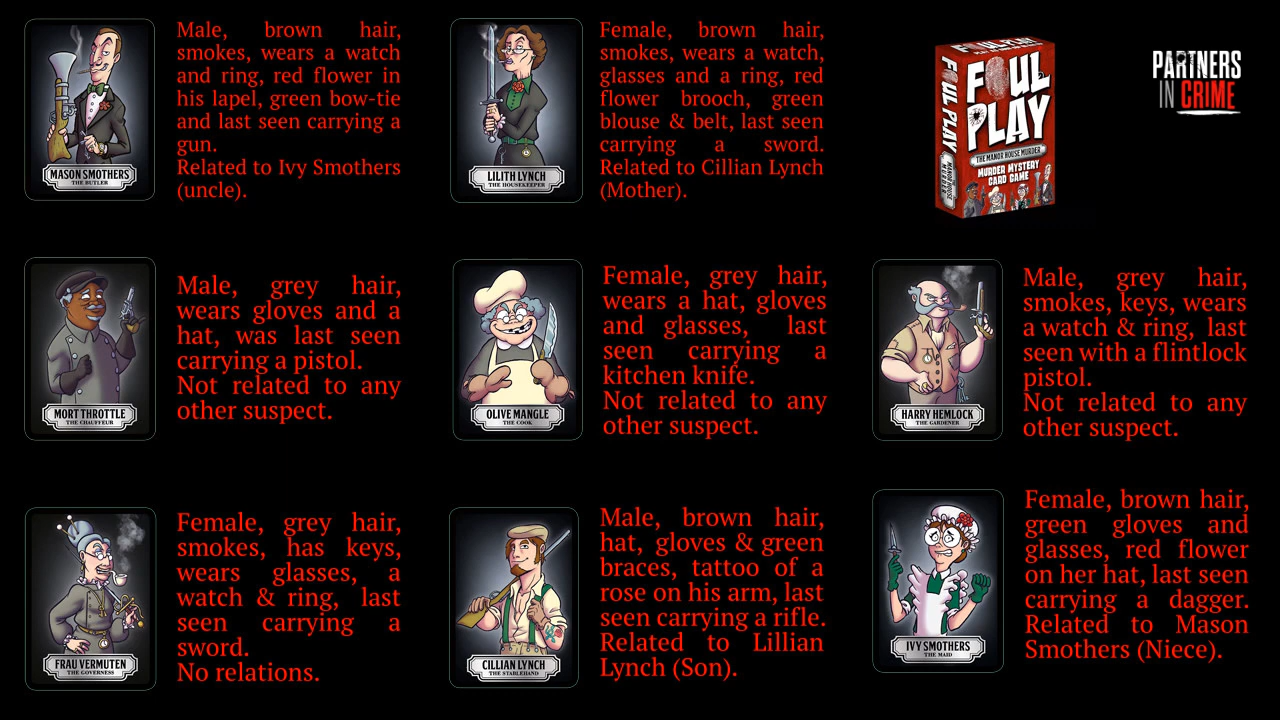 Male, brown hair,
smokes, wears a watch
and ring, red flower in
his lapel, green bow-tie
and last seen carrying a
gun.
Related to Ivy Smothers
(uncle).
MASON SMOTHERS
THE BUTLER
Female, brown hair,
smokes, wears a watch,
glasses and a ring, red
flower brooch, green
blouse & belt, last seen
carrying a sword.
Related to Cillian Lynch
(Mother).
LILITH LYNCH
THE HOUSEKEEPER
FOUL PLAY
FOUL PLAY
FOUL
PLAY
THE MANOR HOUSE MURDER
MURDER MYSTERY
CARD GAME
PARTNERS
IN CRIME
Male, grey hair,
wears gloves and a
hat, was last seen
carrying a pistol.
Not related to any
other suspect.
MORT THROTTLE
THE CHAUFFEUR
Female, grey hair,
wears a hat, gloves
and glasses, last
seen carrying a
kitchen knife.
Not related to any
other suspect.
OLIVE MANGLE
THE COOK
Male, grey hair,
smokes, keys, wears
a watch & ring, last
seen with a flintlock
pistol.
Not related to any
other suspect.
HARRY HEMLOCK
THE GARDENER
Female, grey hair,
smokes, has keys,
wears glasses, a
watch & ring, last
seen carrying a
sword.
No relations.
FRAU VERMUTEN
THE GOVERNESS
Male, brown hair,
hat, gloves & green
braces, tattoo of a
rose on his arm, last
seen carrying a rifle.
Related to Lillian
Lynch (Son).
CILLIAN LYNCH
THE STABLEHAND
Female, brown hair,
green gloves and
glasses, red flower
on her hat, last seen
carrying a dagger.
Related to Mason
Smothers (Niece).
IVY SMOTHERS
THE MAID